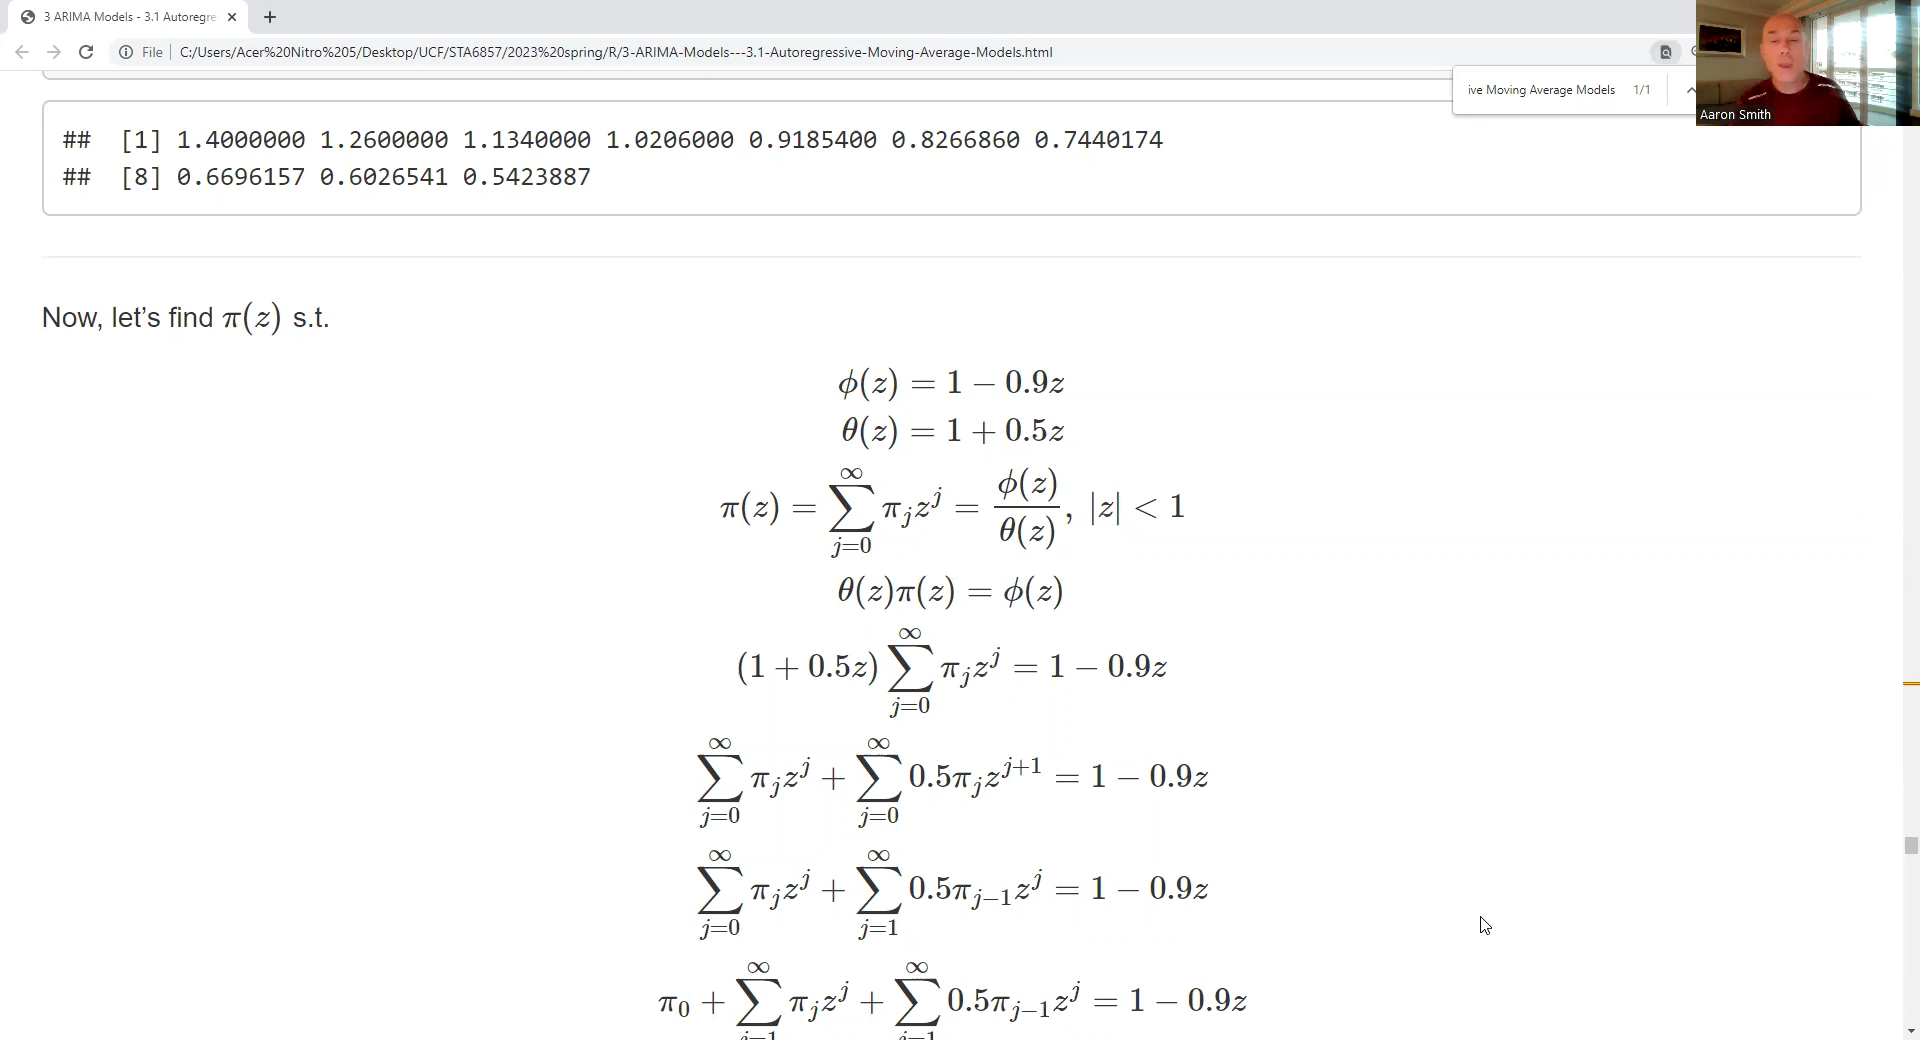 3 ARIMA Models - 3.1 Autoregre
File C:/Users/Acer%20Nitro%205/Desktop/UCF/STA6857/2023%20spring/R/3-ARIMA-Models---3.1-Autoregressive-Moving-Average-Models.html
ive Moving Average Models 1/1
Aaron Smith
## [1] 1.4000000 1.2600000 1.1340000 1.0206000 0.9185400 0.8266860 0.7440174
## [8] 0.6696157 0.6026541 0.5423887
Now, let’s find π(z) s.t.
ϕ(z) = 1 − 0.9z
θ(z) = 1 + 0.5z
π(z) = ∑_{j=0}^{∞} π_j z^j = ϕ(z)/θ(z), |z| < 1
θ(z)π(z) = ϕ(z)
(1 + 0.5z) ∑_{j=0}^{∞} π_j z^j = 1 − 0.9z
∑_{j=0}^{∞} π_j z^j + ∑_{j=0}^{∞} 0.5π_j z^{j+1} = 1 − 0.9z
∑_{j=0}^{∞} π_j z^j + ∑_{j=1}^{∞} 0.5π_{j−1} z^j = 1 − 0.9z
π_0 + ∑_{j=1}^{∞} π_j z^j + ∑_{j=1}^{∞} 0.5π_{j−1} z^j = 1 − 0.9z